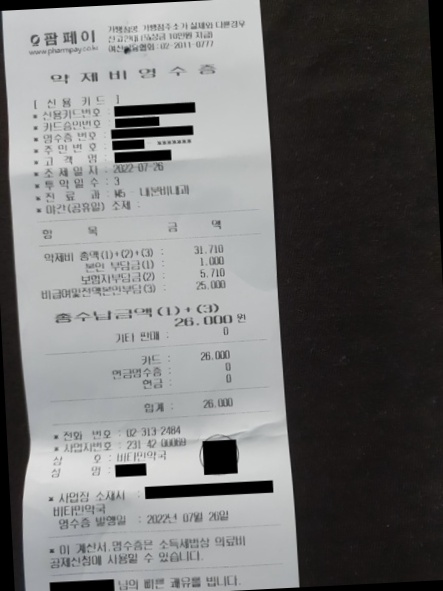 팜페이
www.pharmpay.co.kr
가맹점명, 가맹점주소가 실제와 다른경우
신고안내 (포상금 10만원 지급)
여신금융협회 : 02-2011-0777
약제비영수증
[ 신용 카드 ]
* 신용카드번호 :
* 카드승인번호 :
* 영수증 번호 :
* 주민번호 : *******
* 고객명 :
* 조제일자 : 2022-07-26
* 투약일수 : 3
* 진료과 : 내분비내과
* 야간(공휴일) 조제 :
항목 금액
약제비 총액(1)+(2)+(3) : 31,710
본인 부담금(1) : 1,000
보험자부담금(2) : 5,710
비급여및전액본인부담(3) : 25,000
총수납금액(1)+(3)
26,000원
기타 판매 : 0
카드 : 26,000
현금영수증 : 0
현금 : 0
합계 : 26,000
* 전화 번호 : 02-313-2484
* 사업자번호 : 231-42-00069
상호 : 비타민약국
성명 :
* 사업장 소재지 :
비타민약국
영수증 발행일 : 2022년 07월 26일
* 이 계산서, 영수증은 소득세법상 의료비
공제신청에 사용할 수 있습니다.
님의 빠른 쾌유를 빕니다.